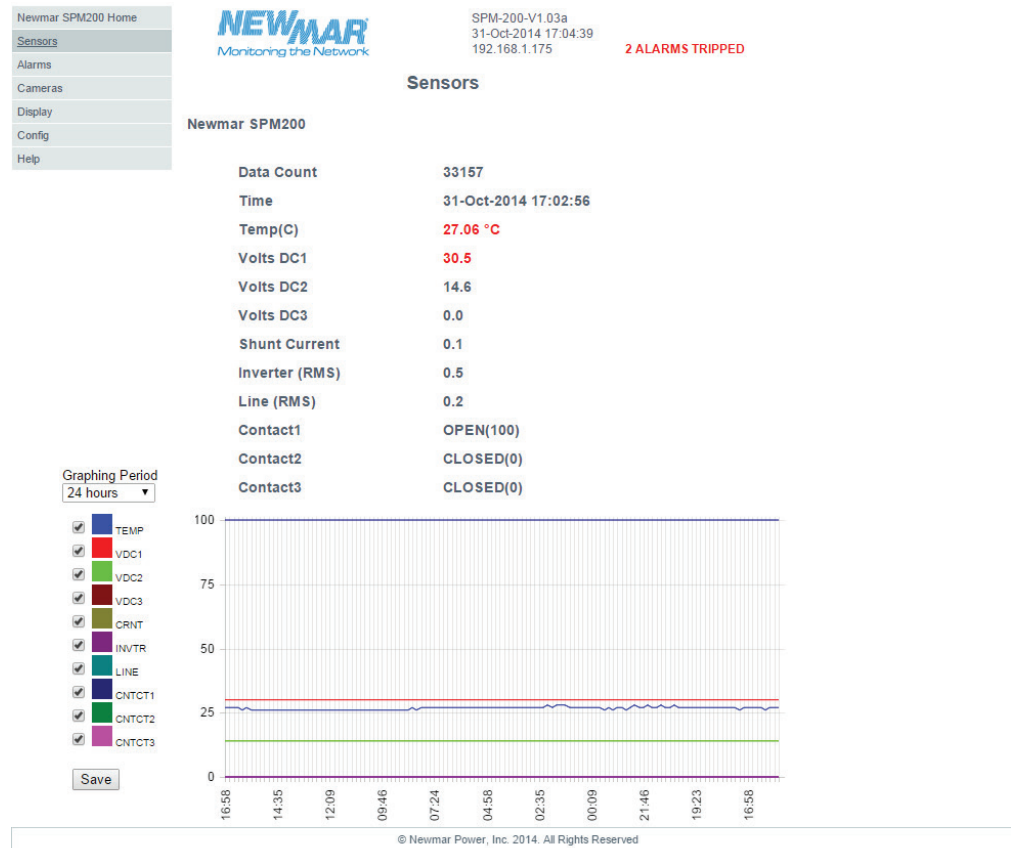 Newmar SPM200 Home
Sensors
Alarms
Cameras
Display
Config
Help
NEWMAR
Monitoring the Network
SPM-200-V1.03a
31-Oct-2014 17:04:39
192.168.1.175
2 ALARMS TRIPPED
Sensors
Newmar SPM200
Data Count 33157
Time 31-Oct-2014 17:02:56
Temp(C) 27.06 °C
Volts DC1 30.5
Volts DC2 14.6
Volts DC3 0.0
Shunt Current 0.1
Inverter (RMS) 0.5
Line (RMS) 0.2
Contact1 OPEN(100)
Contact2 CLOSED(0)
Contact3 CLOSED(0)
Graphing Period
24 hours
TEMP
VDC1
VDC2
VDC3
CRNT
INVTR
LINE
CNTCT1
CNTCT2
CNTCT3
Save
100
75
50
25
0
16:58
14:35
12:09
09:46
07:24
04:58
02:35
00:09
21:46
19:23
16:58
© Newmar Power, Inc. 2014. All Rights Reserved